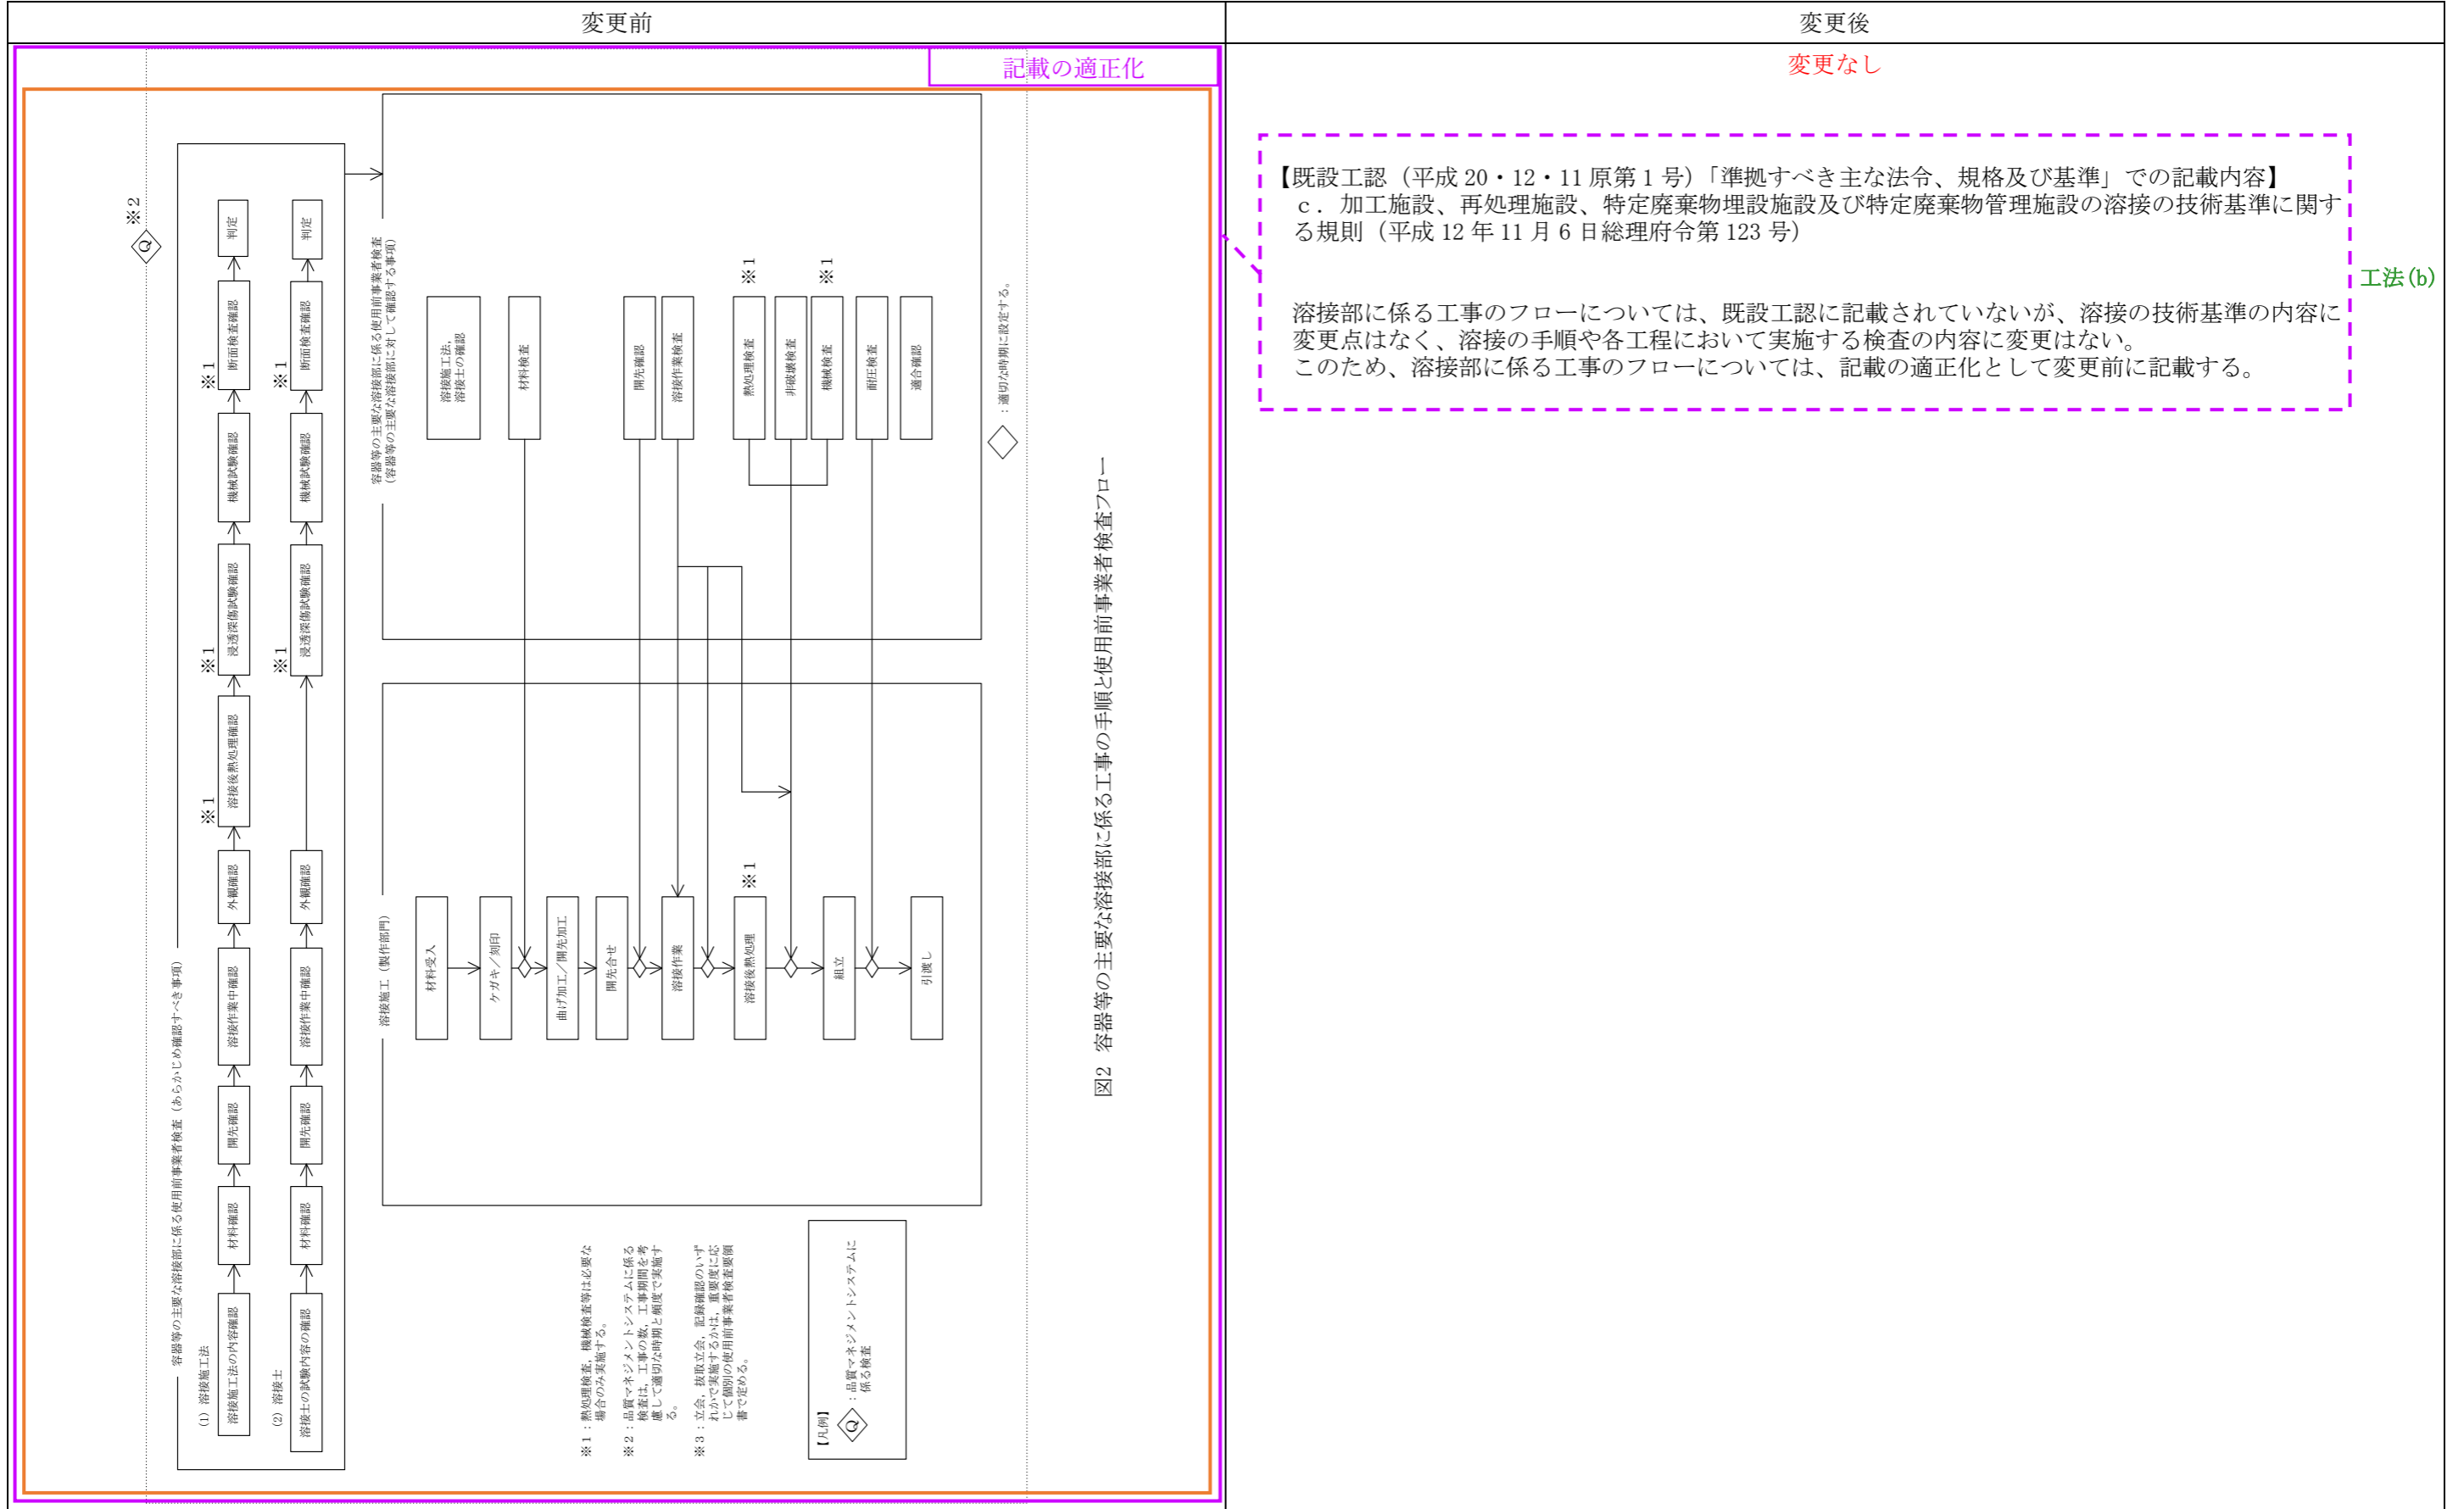 変更前
変更後
記載の適正化
変更なし
※2
Q
容器等の主要な溶接部に係る使用前事業者検査(あらかじめ確認すべき事項)
(1) 溶接施工法
溶接施工法の内容確認
材料確認
開先確認
溶接作業中確認
外観確認
※1
溶接後熱処理確認
※1
浸透深傷試験確認
機械試験確認
※1
断面検査確認
判定
(2) 溶接士
溶接士の試験内容の確認
材料確認
開先確認
溶接作業中確認
外観確認
※1
浸透深傷試験確認
機械試験確認
※1
断面検査確認
判定
溶接施工(製作部門)
材料受入
ケガキ/刻印
曲げ加工/開先加工
開先合せ
溶接作業
溶接後熱処理
※1
組立
引渡し
容器等の主要な溶接部に係る使用前事業者検査
(容器等の主要な溶接部に対して確認する事項)
溶接施工法,
溶接士の確認
材料検査
開先確認
溶接作業検査
熱処理検査
※1
非破壊検査
機械検査
※1
耐圧検査
適合確認
:適切な時期に設定する。
※1:熱処理検査,機械検査等は必要な
場合のみ実施する。
※2:品質マネジメントシステムに係る
検査は,工事の数,工事期間を考
慮して適切な時期と頻度で実施す
る。
※3:立会,抜取立会,記録確認のいず
れかで実施するかは,重要度に応
じて個別の使用前事業者検査要領
書で定める。
【凡例】
Q
:品質マネジメントシステムに
係る検査
図2 容器等の主要な溶接部に係る工事の手順と使用前事業者検査フロー
【既設工認(平成 20・12・11 原第 1 号)「準拠すべき主な法令、規格及び基準」での記載内容】
c.加工施設、再処理施設、特定廃棄物埋設施設及び特定廃棄物管理施設の溶接の技術基準に関す
る規則(平成 12 年 11 月 6 日総理府令第 123 号)
溶接部に係る工事のフローについては、既設工認に記載されていないが、溶接の技術基準の内容に
変更点はなく、溶接の手順や各工程において実施する検査の内容に変更はない。
このため、溶接部に係る工事のフローについては、記載の適正化として変更前に記載する。
工法(b)